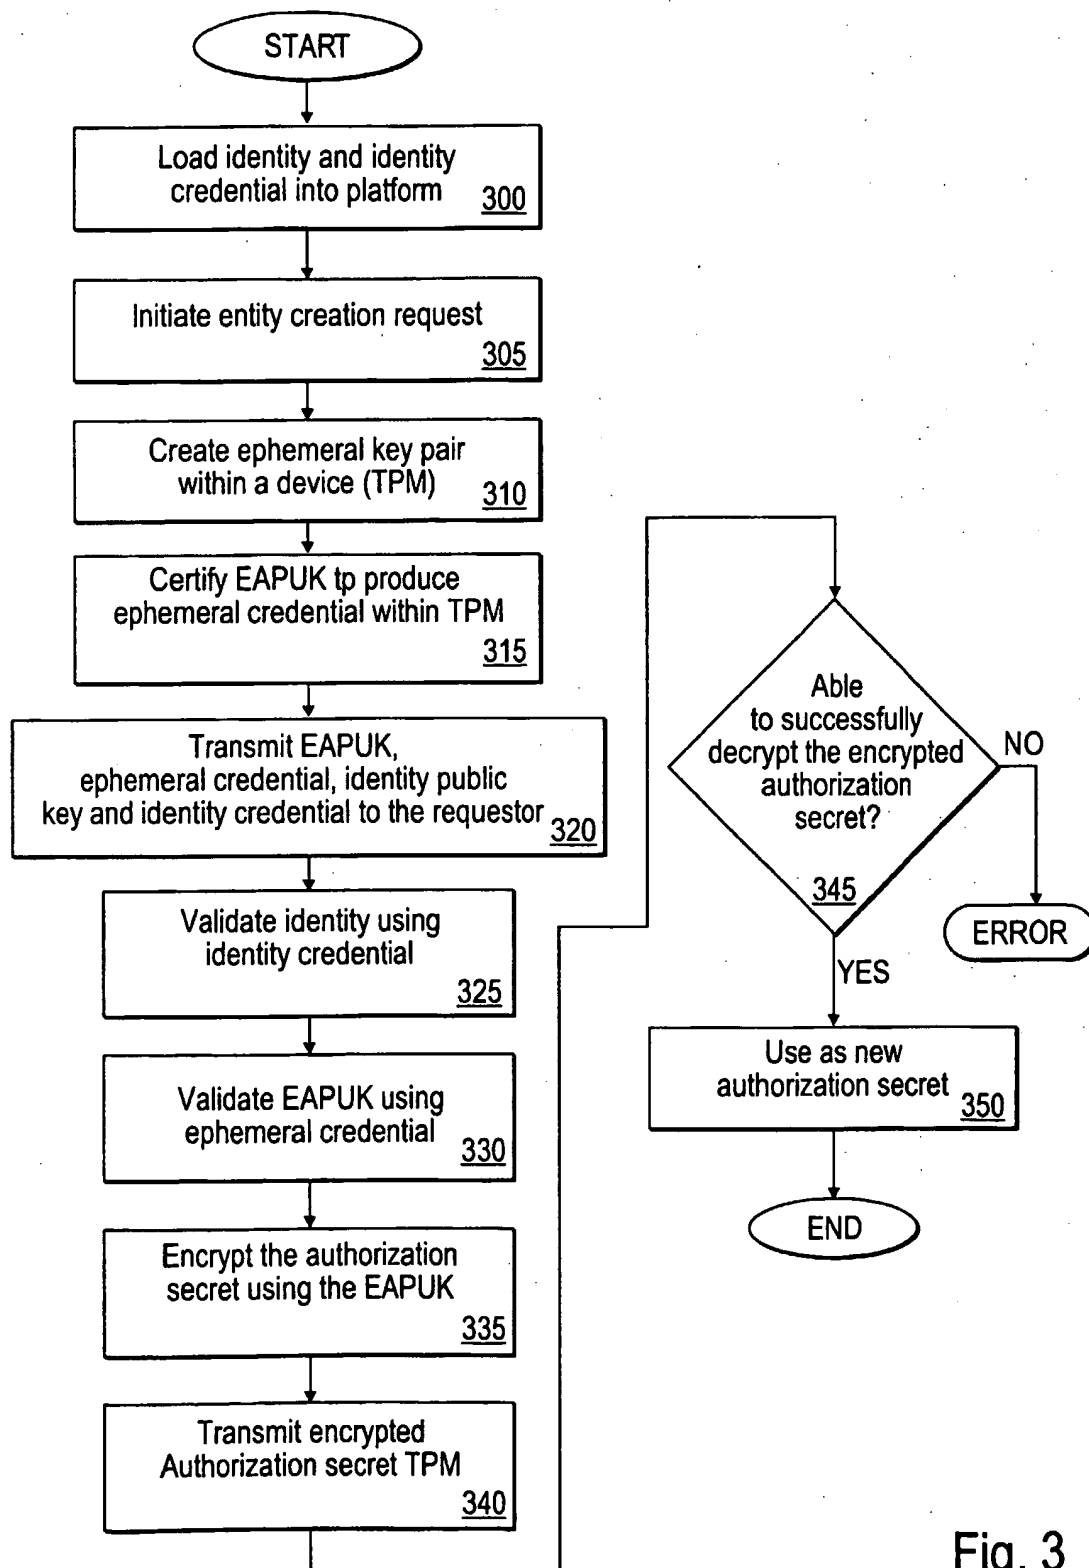 START
Load identity and identity
credential into platform
300
Initiate entity creation request
305
Create ephemeral key pair
within a device (TPM)
310
Certify EAPUK tp produce
ephemeral credential within TPM
315
Transmit EAPUK,
ephemeral credential, identity public
key and identity credential to the requestor
320
Validate identity using
identity credential
325
Validate EAPUK using
ephemeral credential
330
Encrypt the authorization
secret using the EAPUK
335
Transmit encrypted
Authorization secret TPM
340
Able
to successfully
decrypt the encrypted
authorization
secret?
345
NO
ERROR
YES
Use as new
authorization secret
350
END
Fig. 3